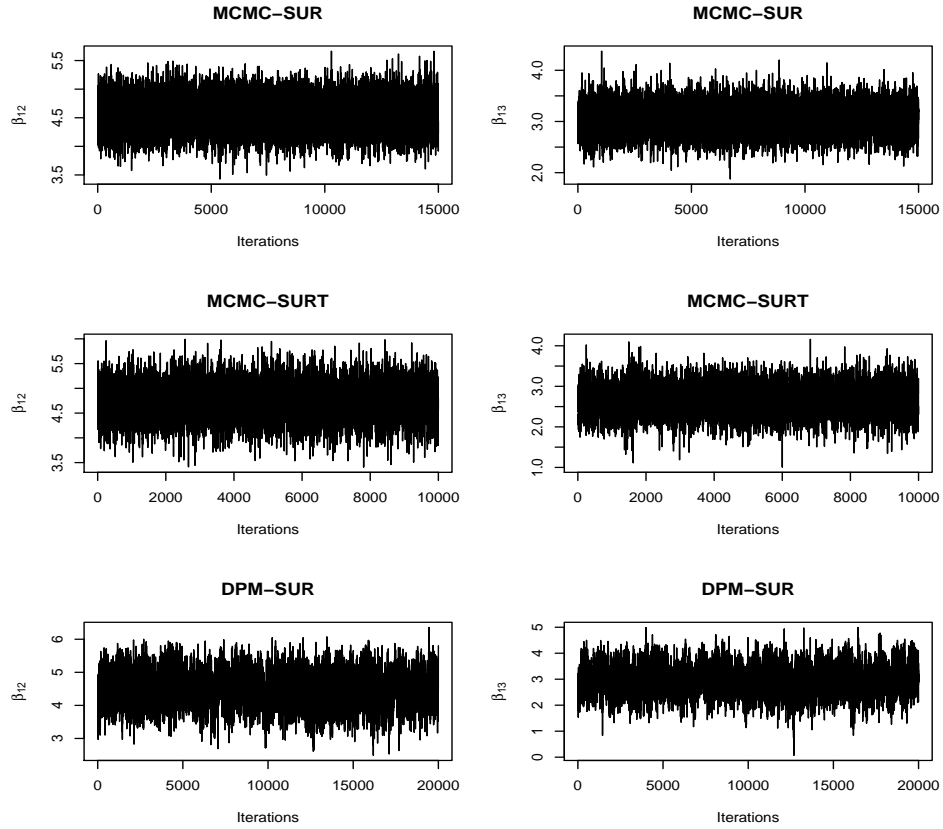 MCMC−SUR
β12
3.5 4.5 5.5
0 5000 10000 15000
Iterations
MCMC−SUR
β13
2.0 3.0 4.0
0 5000 10000 15000
Iterations
MCMC−SURT
β12
3.5 4.5 5.5
0 2000 4000 6000 8000 10000
Iterations
MCMC−SURT
β13
1.0 2.0 3.0 4.0
0 2000 4000 6000 8000 10000
Iterations
DPM−SUR
β12
3 4 5 6
0 5000 10000 15000 20000
Iterations
DPM−SUR
β13
0 1 2 3 4 5
0 5000 10000 15000 20000
Iterations